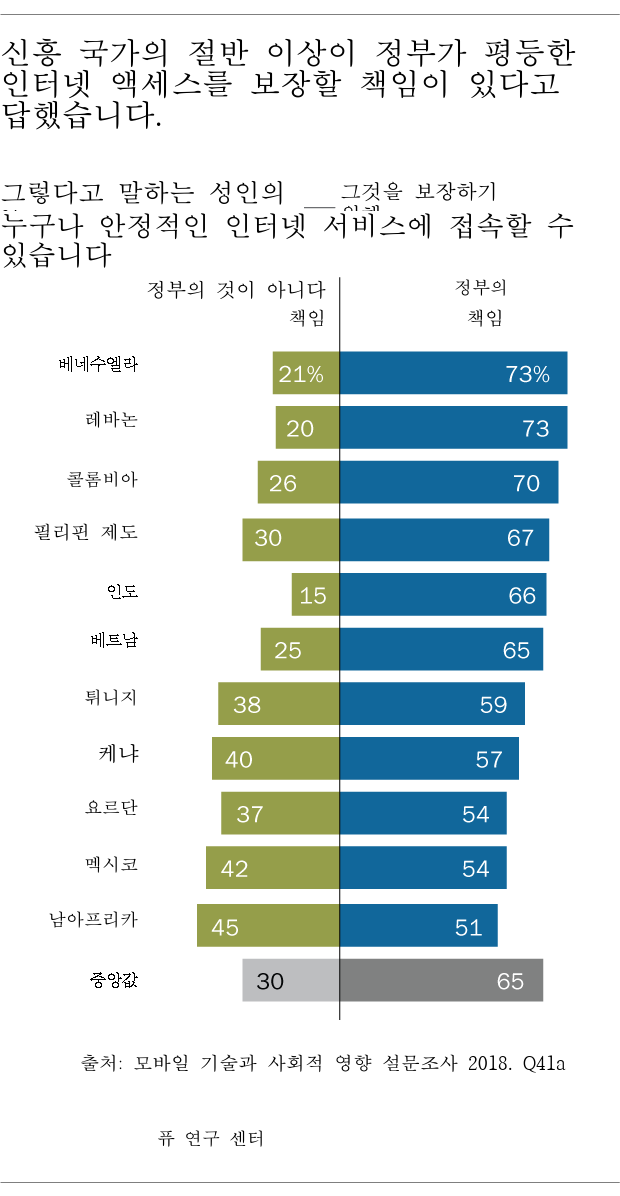 신흥 국가의 절반 이상이 정부가 평등한
인터넷 액세스를 보장할 책임이 있다고
답했습니다.
그렇다고 말하는 성인의 __ 그것을 보장하기
누구나 안정적인 인터넷 서비스에 접속할 수
있습니다
정부의 것이 아니다
책임
정부의
책임
베네수엘라 21% 73%
레바논 20 73
콜롬비아 26 70
필리핀 제도 30 67
인도 15 66
베트남 25 65
튀니지 38 59
케냐 40 57
요르단 37 54
멕시코 42 54
남아프리카 45 51
중앙값 30 65
출처: 모바일 기술과 사회적 영향 설문조사 2018. Q41a
퓨 연구 센터